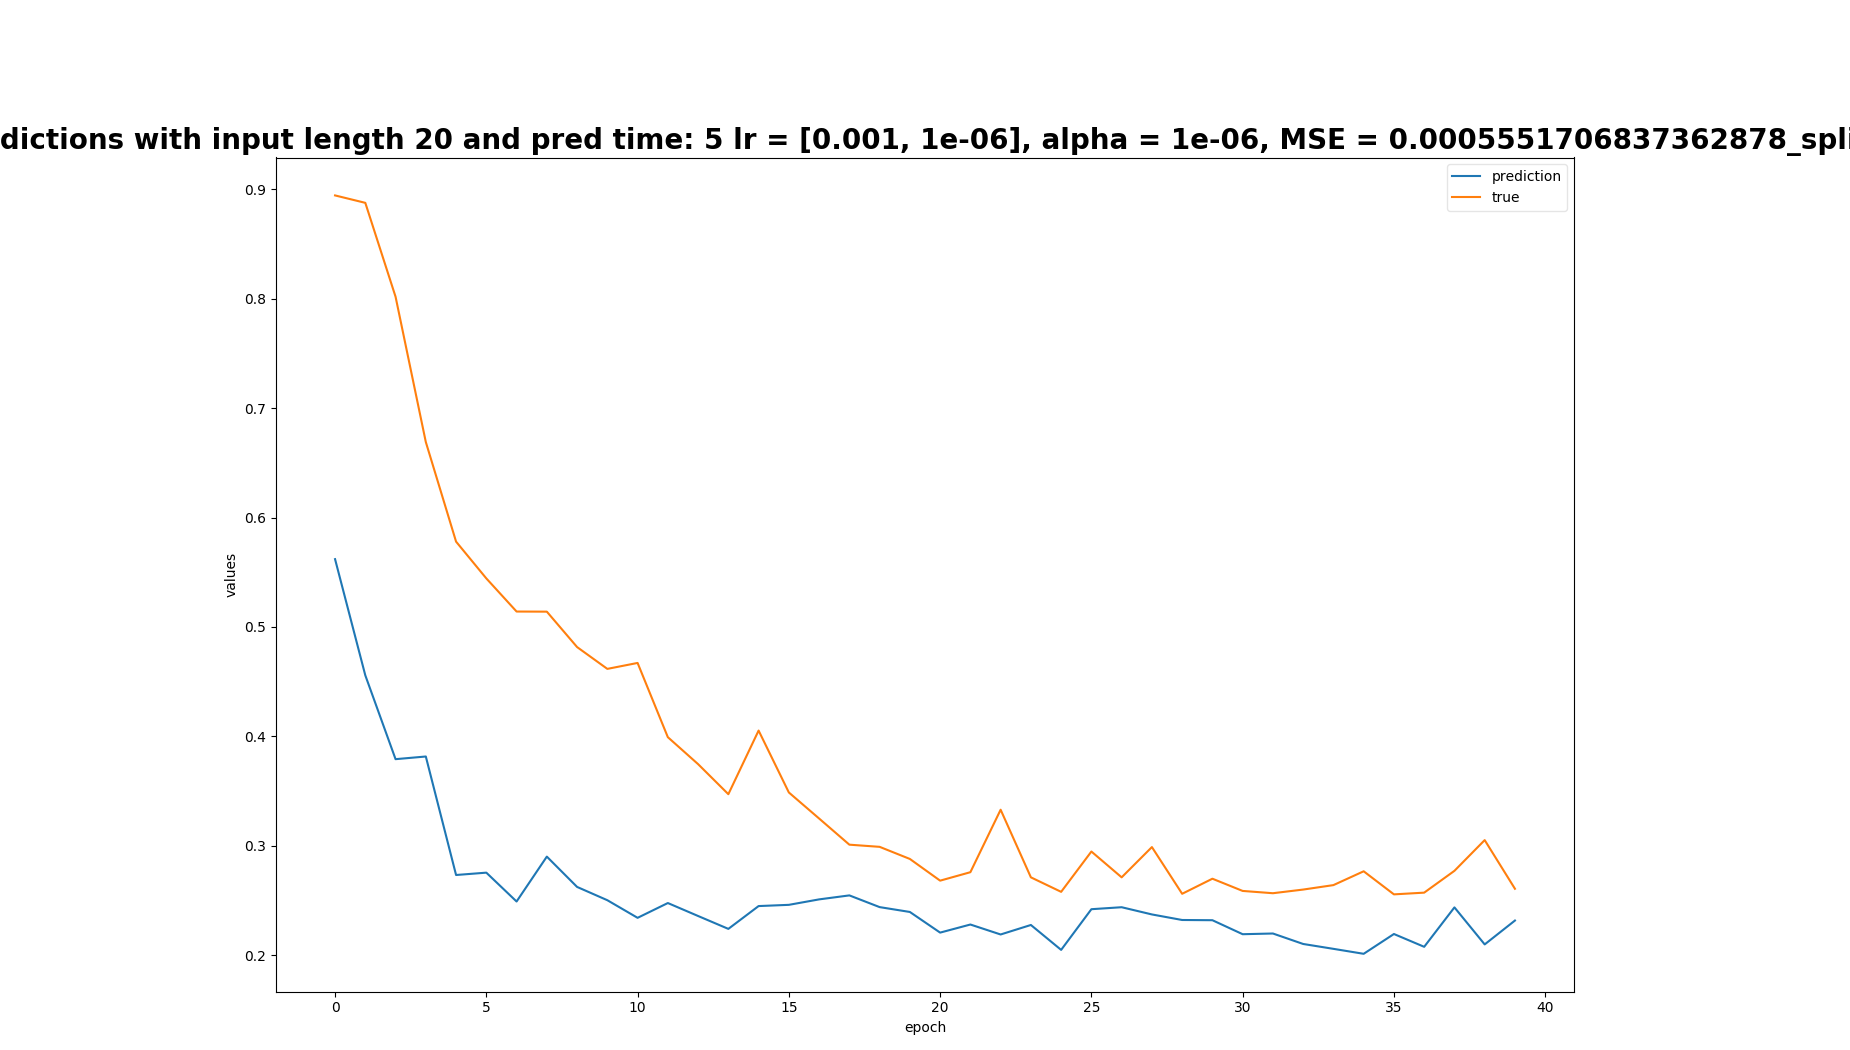 dictions with input length 20 and pred time: 5 lr = [0.001, 1e-06], alpha = 1e-06, MSE = 0.0005551706837362878_spli
prediction
true
0.9
0.8
0.7
0.6
0.5
0.4
0.3
0.2
values
0 5 10 15 20 25 30 35 40
epoch